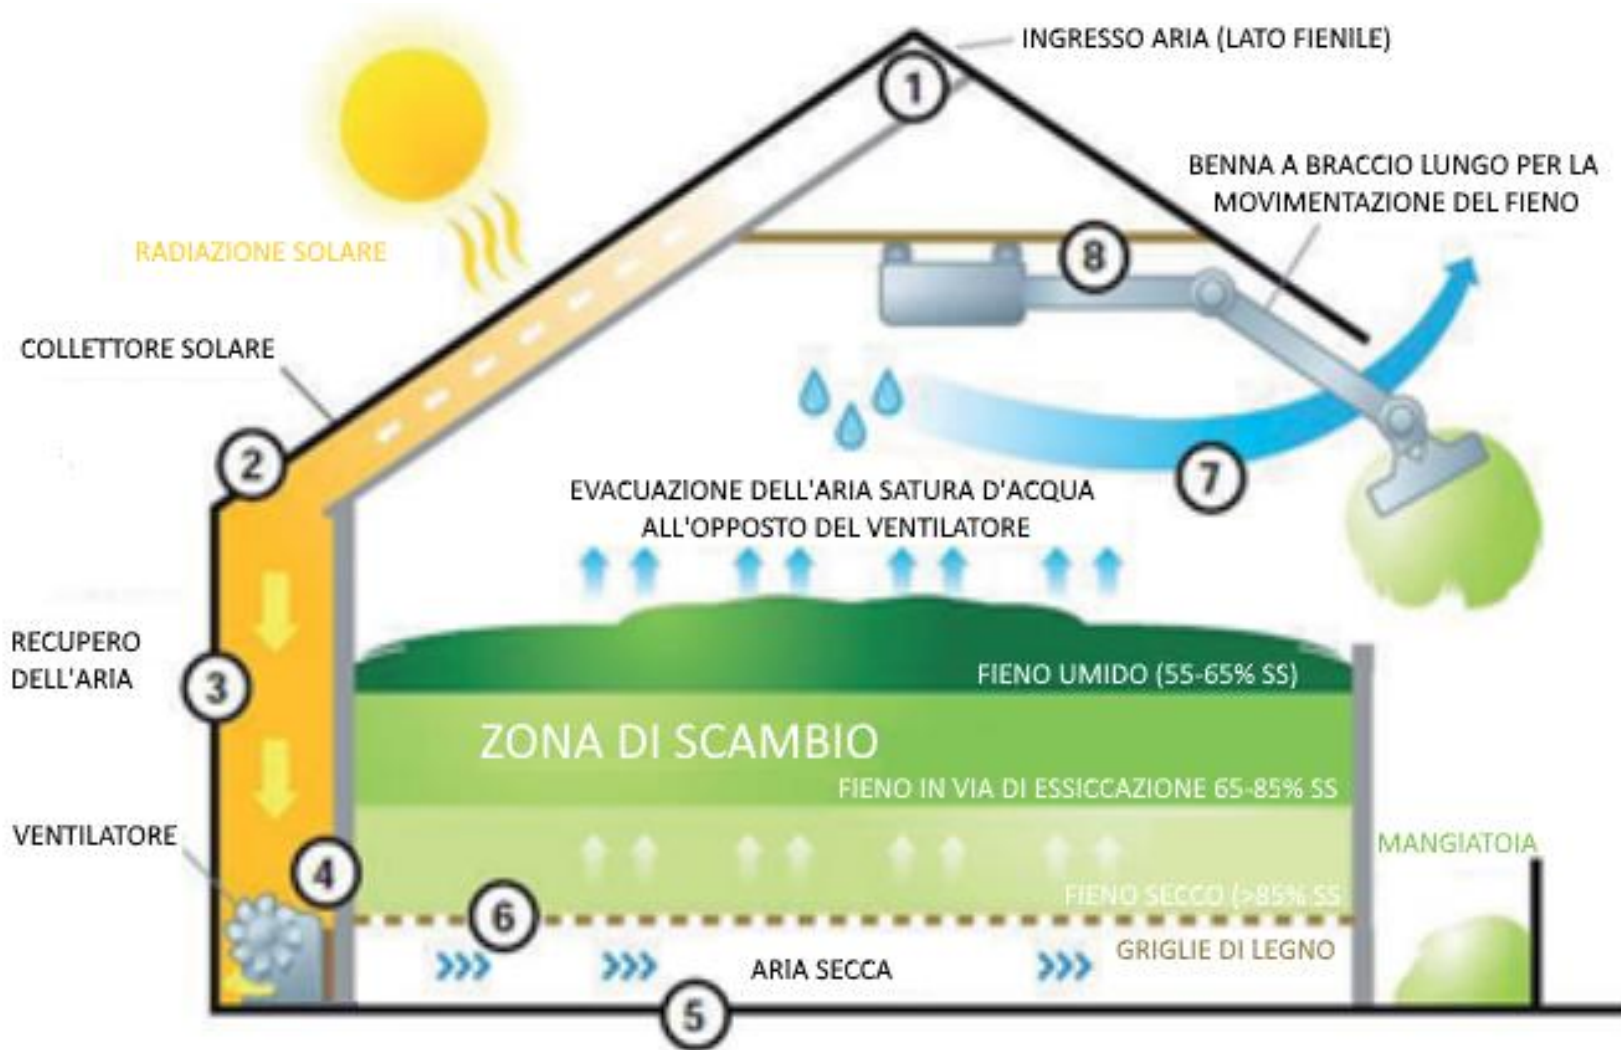 INGRESSO ARIA (LATO FIENILE)
1
BENNA A BRACCIO LUNGO PER LA
MOVIMENTAZIONE DEL FIENO
RADIAZIONE SOLARE
8
COLLETTORE SOLARE
2
7
EVACUAZIONE DELL'ARIA SATURA D'ACQUA
ALL'OPPOSTO DEL VENTILATORE
RECUPERO
DELL'ARIA
3
FIENO UMIDO (55-65% SS)
ZONA DI SCAMBIO
FIENO IN VIA DI ESSICCAZIONE 65-85% SS
VENTILATORE
4
MANGIATOIA
FIENO SECCO (>85% SS
6
GRIGLIE DI LEGNO
ARIA SECCA
5